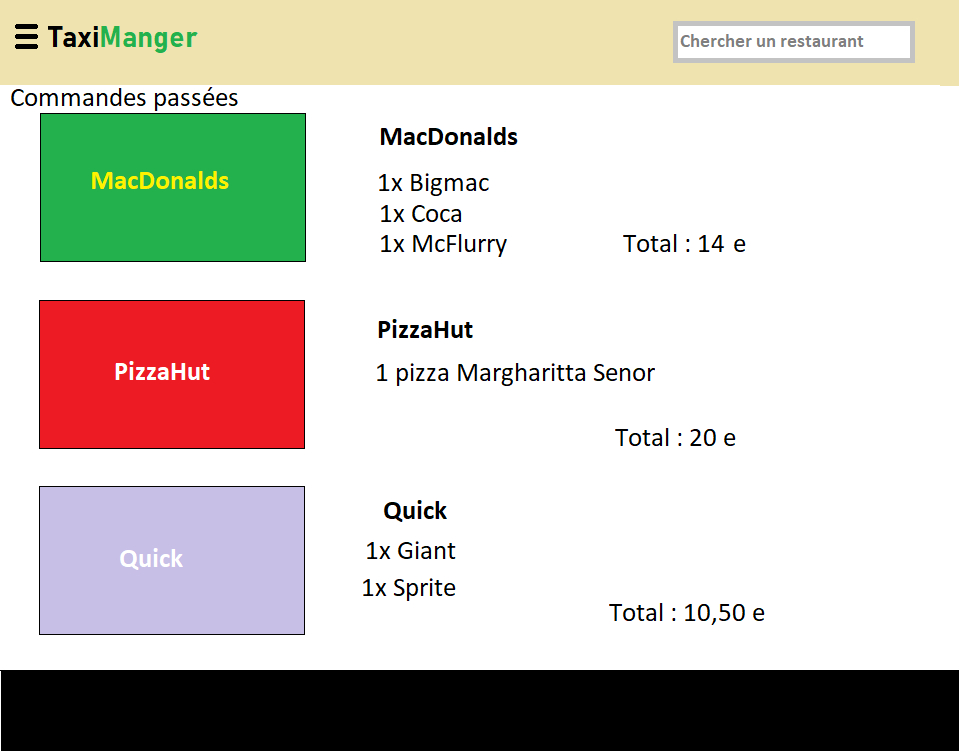 TaxiManger
Chercher un restaurant
Commandes passées
MacDonalds
MacDonalds
1x Bigmac
1x Coca
1x McFlurry
Total : 14 e
PizzaHut
PizzaHut
1 pizza Margharitta Senor
Total : 20 e
Quick
Quick
1x Giant
1x Sprite
Total : 10,50 e